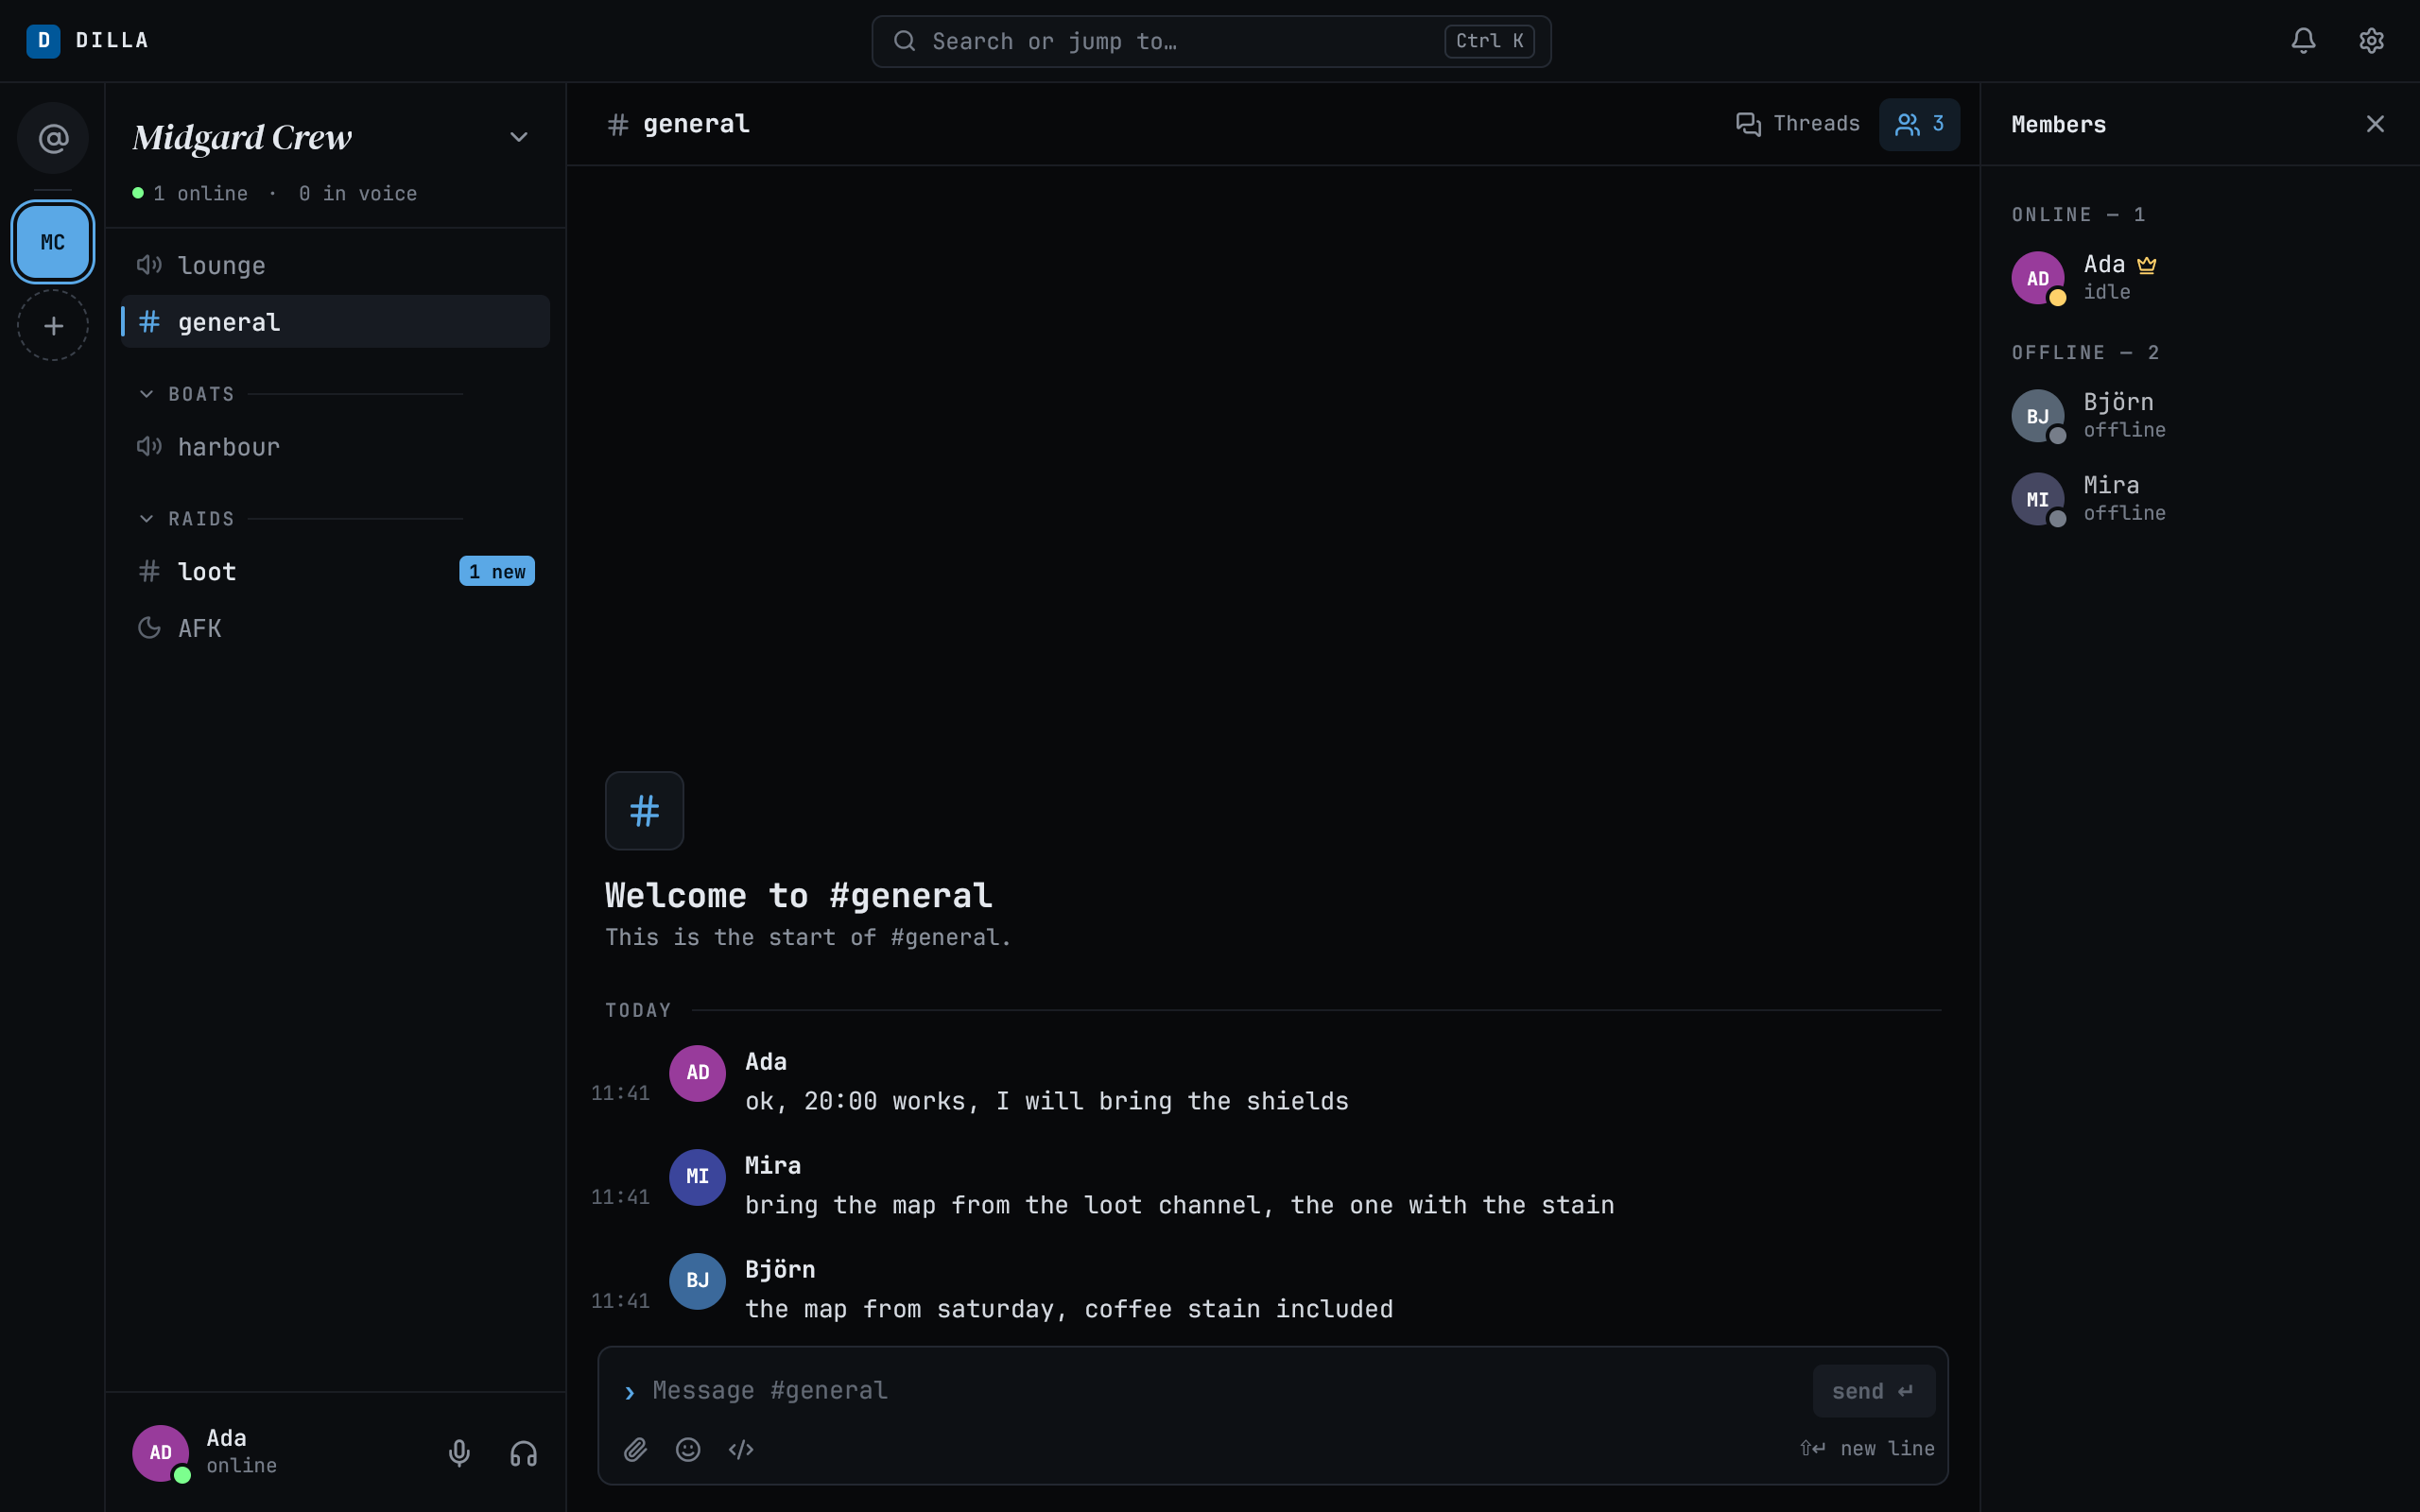 D DILLA
Search or jump to… Ctrl K
@
MC
+
Midgard Crew
1 online · 0 in voice
lounge
# general
BOATS
harbour
RAIDS
# loot 1 new
AFK
AD Ada
online
# general
Threads 3
#
Welcome to #general
This is the start of #general.
TODAY
AD Ada
11:41 ok, 20:00 works, I will bring the shields
MI Mira
11:41 bring the map from the loot channel, the one with the stain
BJ Björn
11:41 the map from saturday, coffee stain included
› Message #general send ↵
⇧↵ new line
Members
ONLINE — 1
AD Ada
idle
OFFLINE — 2
BJ Björn
offline
MI Mira
offline